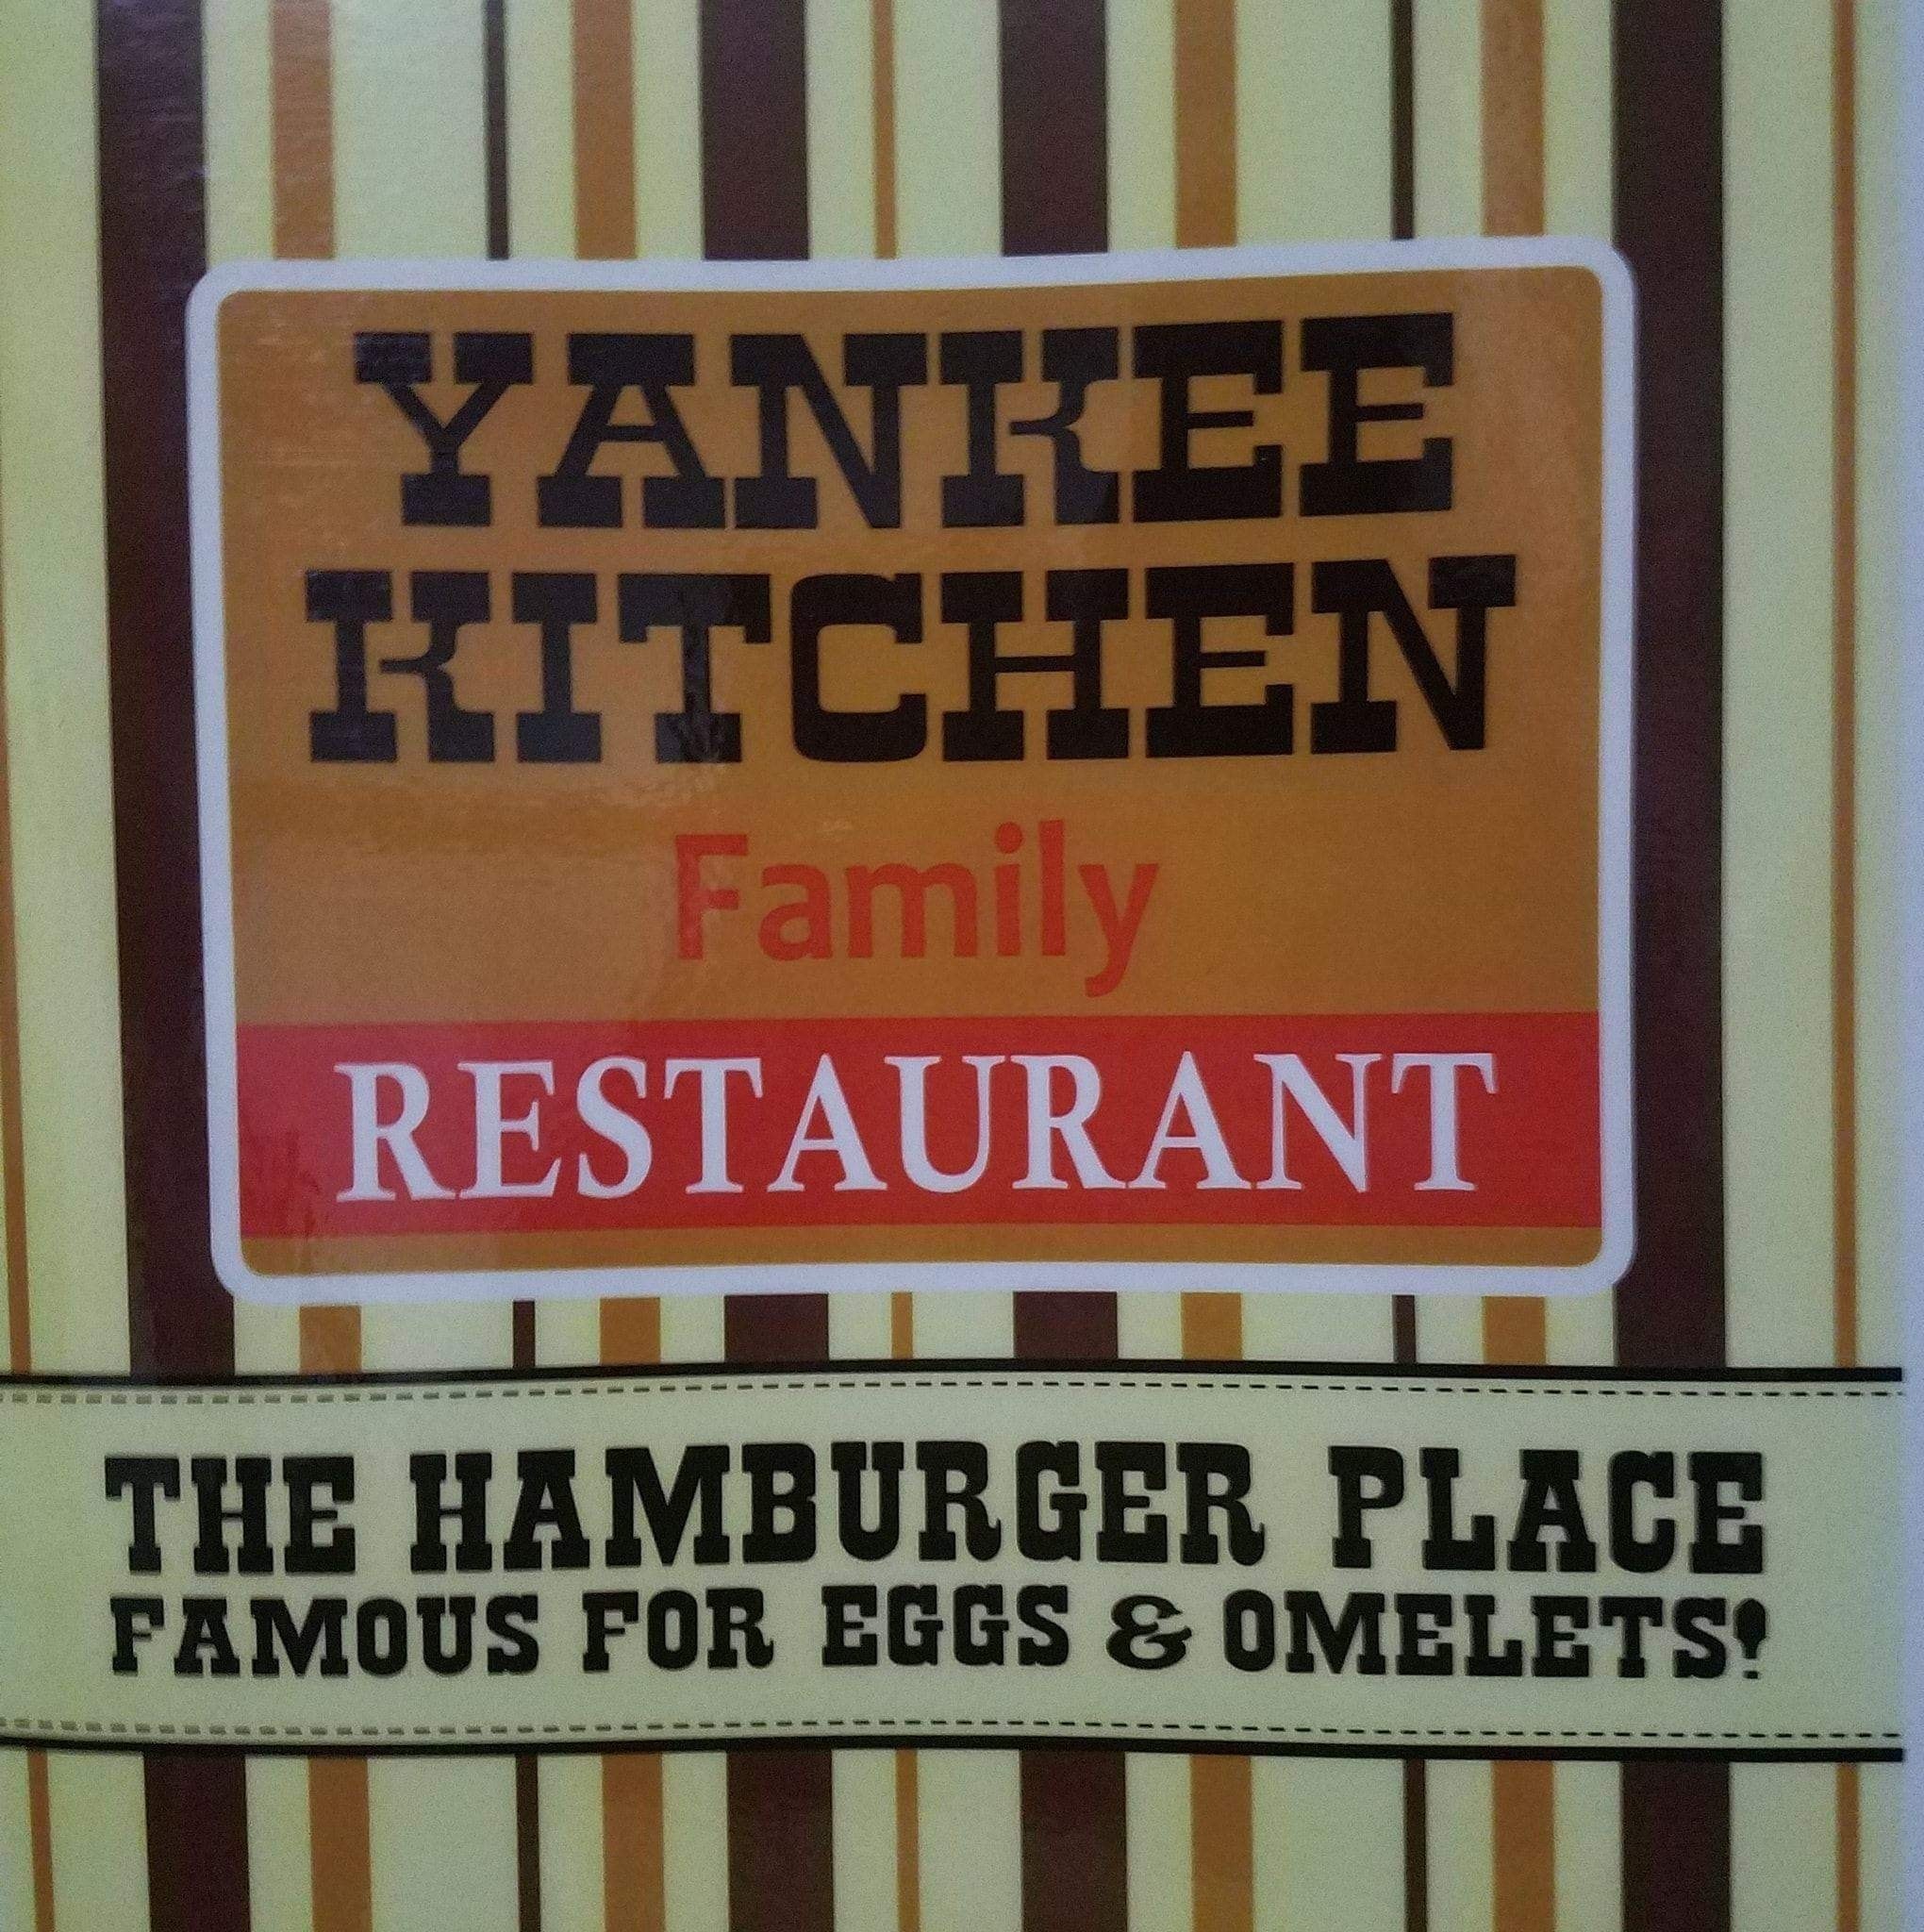 YANKEE
KITCHEN
Family
RESTAURANT
THE HAMBURGER PLACE
FAMOUS FOR EGGS & OMELETS!